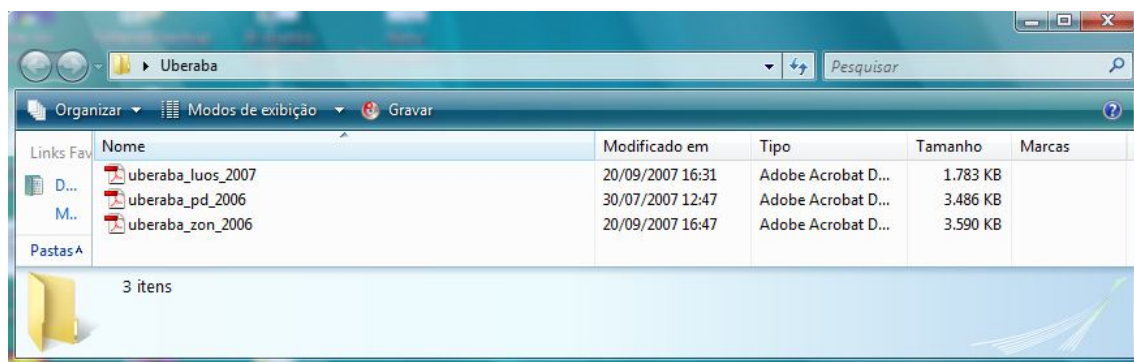 Uberaba
Pesquisar
Organizar Modos de exibição Gravar
Links Fav
Nome Modificado em Tipo Tamanho Marcas
D...
M..
Pastas
uberaba_luos_2007 20/09/2007 16:31 Adobe Acrobat D... 1.783 KB
uberaba_pd_2006 30/07/2007 12:47 Adobe Acrobat D... 3.486 KB
uberaba_zon_2006 20/09/2007 16:47 Adobe Acrobat D... 3.590 KB
3 itens